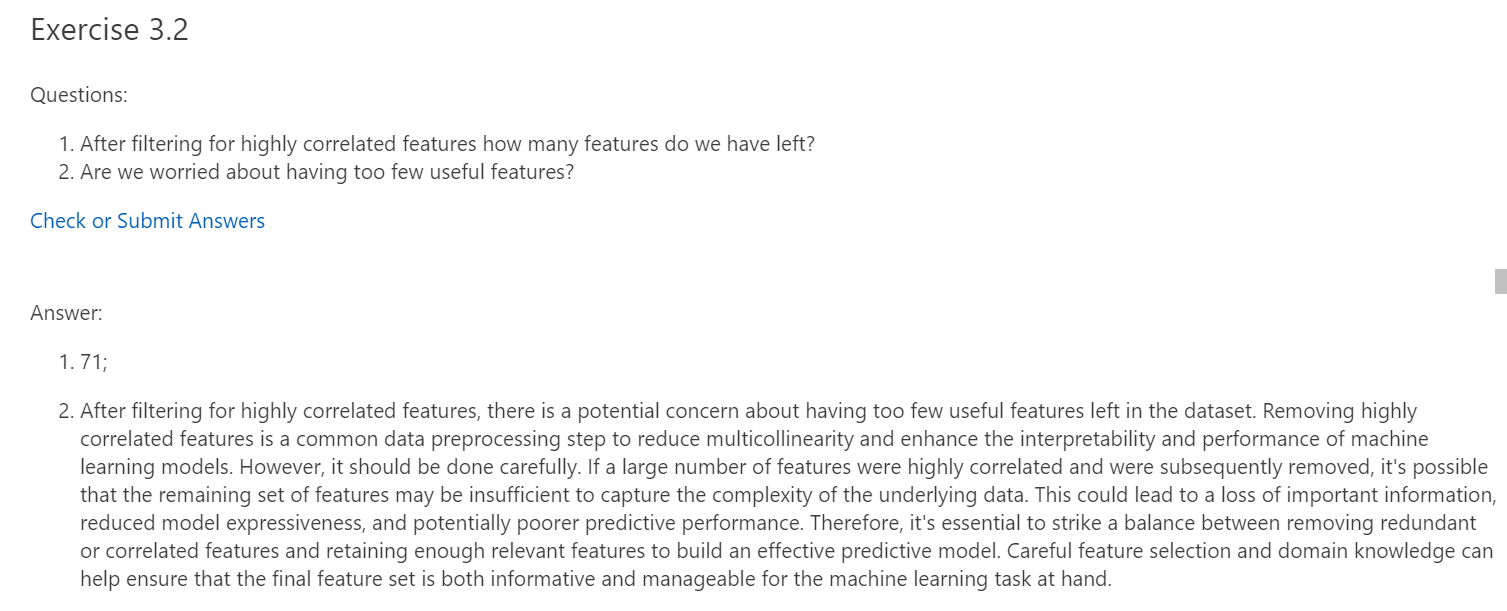 Exercise 3.2
Questions:
1. After filtering for highly correlated features how many features do we have left?
2. Are we worried about having too few useful features?
Check or Submit Answers
Answer:
1. 71;
2. After filtering for highly correlated features, there is a potential concern about having too few useful features left in the dataset. Removing highly
correlated features is a common data preprocessing step to reduce multicollinearity and enhance the interpretability and performance of machine
learning models. However, it should be done carefully. If a large number of features were highly correlated and were subsequently removed, it's possible
that the remaining set of features may be insufficient to capture the complexity of the underlying data. This could lead to a loss of important information,
reduced model expressiveness, and potentially poorer predictive performance. Therefore, it's essential to strike a balance between removing redundant
or correlated features and retaining enough relevant features to build an effective predictive model. Careful feature selection and domain knowledge can
help ensure that the final feature set is both informative and manageable for the machine learning task at hand.